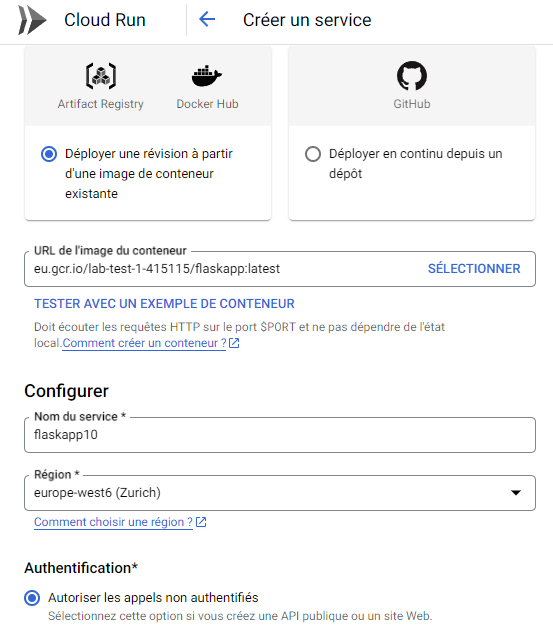 Cloud Run
Créer un service
Artifact Registry
Docker Hub
GitHub
Déployer une révision à partir
d'une image de conteneur
existante
Déployer en continu depuis un
dépôt
URL de l'image du conteneur
eu.gcr.io/lab-test-1-415115/flaskapp:latest
SÉLECTIONNER
TESTER AVEC UN EXEMPLE DE CONTENEUR
Doit écouter les requêtes HTTP sur le port $PORT et ne pas dépendre de l'état
local.Comment créer un conteneur ?
Configurer
Nom du service *
flaskapp10
Région *
europe-west6 (Zurich)
Comment choisir une région ?
Authentification*
Autoriser les appels non authentifiés
Sélectionnez cette option si vous créez une API publique ou un site Web.